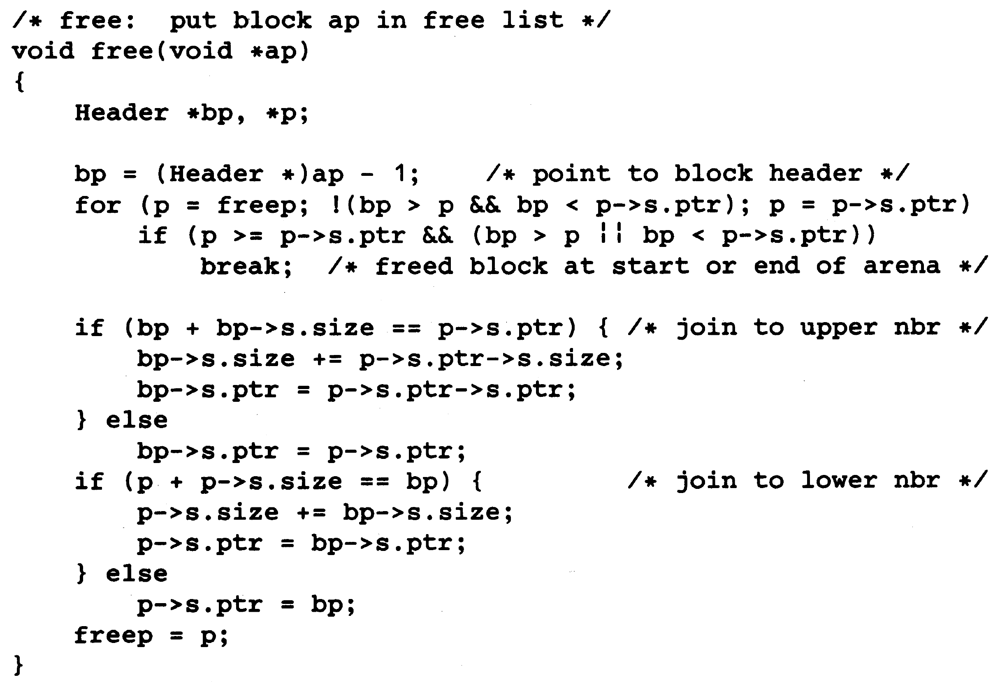 /* free:  put block ap in free list */
void free(void *ap)
{
    Header *bp, *p;

    bp = (Header *)ap - 1;    /* point to block header */
    for (p = freep; !(bp > p && bp < p->s.ptr); p = p->s.ptr)
        if (p >= p->s.ptr && (bp > p || bp < p->s.ptr))
            break;  /* freed block at start or end of arena */

    if (bp + bp->s.size == p->s.ptr) { /* join to upper nbr */
        bp->s.size += p->s.ptr->s.size;
        bp->s.ptr = p->s.ptr->s.ptr;
    } else
        bp->s.ptr = p->s.ptr;
    if (p + p->s.size == bp) {         /* join to lower nbr */
        p->s.size += bp->s.size;
        p->s.ptr = bp->s.ptr;
    } else
        p->s.ptr = bp;
    freep = p;
}